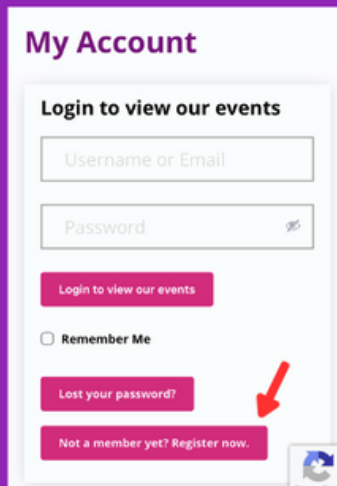 My Account
Login to view our events
Username or Email
Password
Login to view our events
Remember Me
Lost your password?
Not a member yet? Register now.